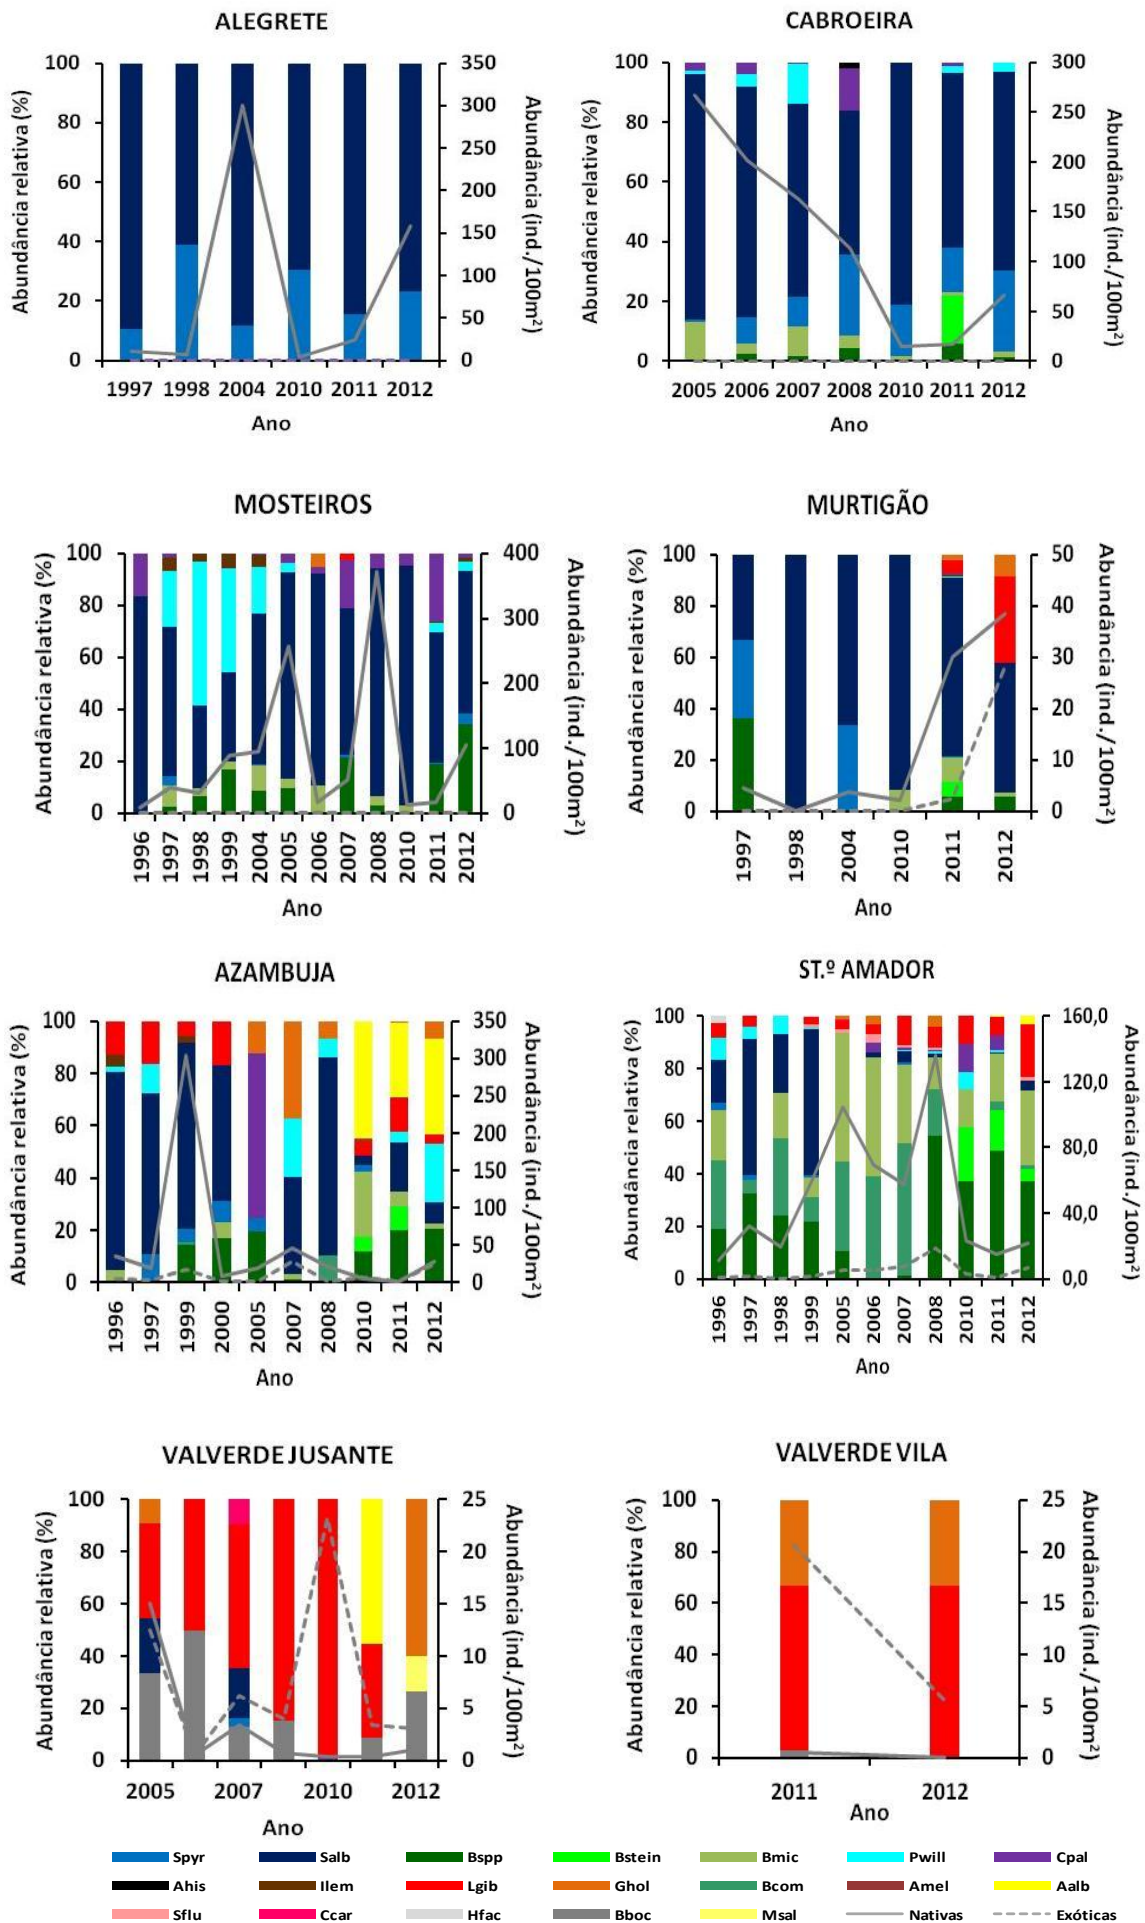 ALEGRETE
Abundância relativa (%)
100
80
60
40
20
0
350
300
250
200
150
100
50
0
Abundância (ind./100m²)
1997 1998 2004 2010 2011 2012
Ano
CABROEIRA
Abundância relativa (%)
100
80
60
40
20
0
300
250
200
150
100
50
0
Abundância (ind./100m²)
2005 2006 2007 2008 2010 2011 2012
Ano
MOSTEIROS
Abundância relativa (%)
100
80
60
40
20
0
400
300
200
100
0
Abundância (ind./100m²)
1996 1997 1998 1999 2004 2005 2006 2007 2008 2010 2011 2012
Ano
MURTIGÃO
Abundância relativa (%)
100
80
60
40
20
0
50
40
30
20
10
0
Abundância (ind./100m²)
1997 1998 2004 2010 2011 2012
Ano
AZAMBUJA
Abundância relativa (%)
100
80
60
40
20
0
350
300
250
200
150
100
50
0
Abundância (ind./100m²)
1996 1997 1999 2000 2005 2007 2008 2010 2011 2012
Ano
ST.º AMADOR
Abundância relativa (%)
100
80
60
40
20
0
160,0
120,0
80,0
40,0
0,0
Abundância (ind./100m²)
1996 1997 1998 1999 2005 2006 2007 2008 2010 2011 2012
Ano
VALVERDE JUSANTE
Abundância relativa (%)
100
80
60
40
20
0
25
20
15
10
5
0
Abundância (ind./100m²)
2005 2007 2010 2012
Ano
VALVERDE VILA
Abundância relativa (%)
100
80
60
40
20
0
25
20
15
10
5
0
Abundância (ind./100m²)
2011 2012
Ano
Spyr Salb Bspp Bstein Bmic Pwill Cpal
Ahis Ilem Lgib Ghol Bcom Amel Aalb
Sflu Ccar Hfac Bboc Msal Nativas Exóticas